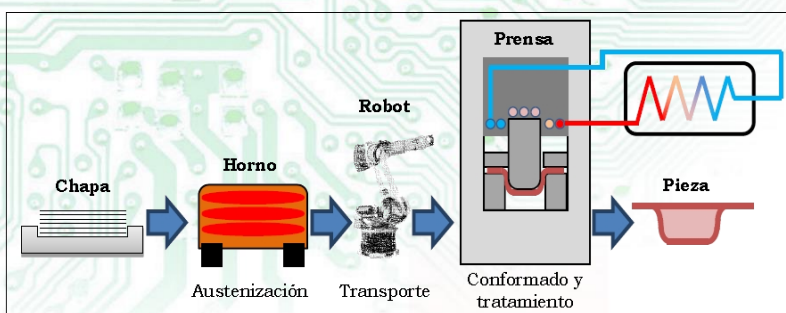 Prensa
Robot
Horno
Chapa
Pieza
Austenización
Transporte
Conformado y
tratamiento